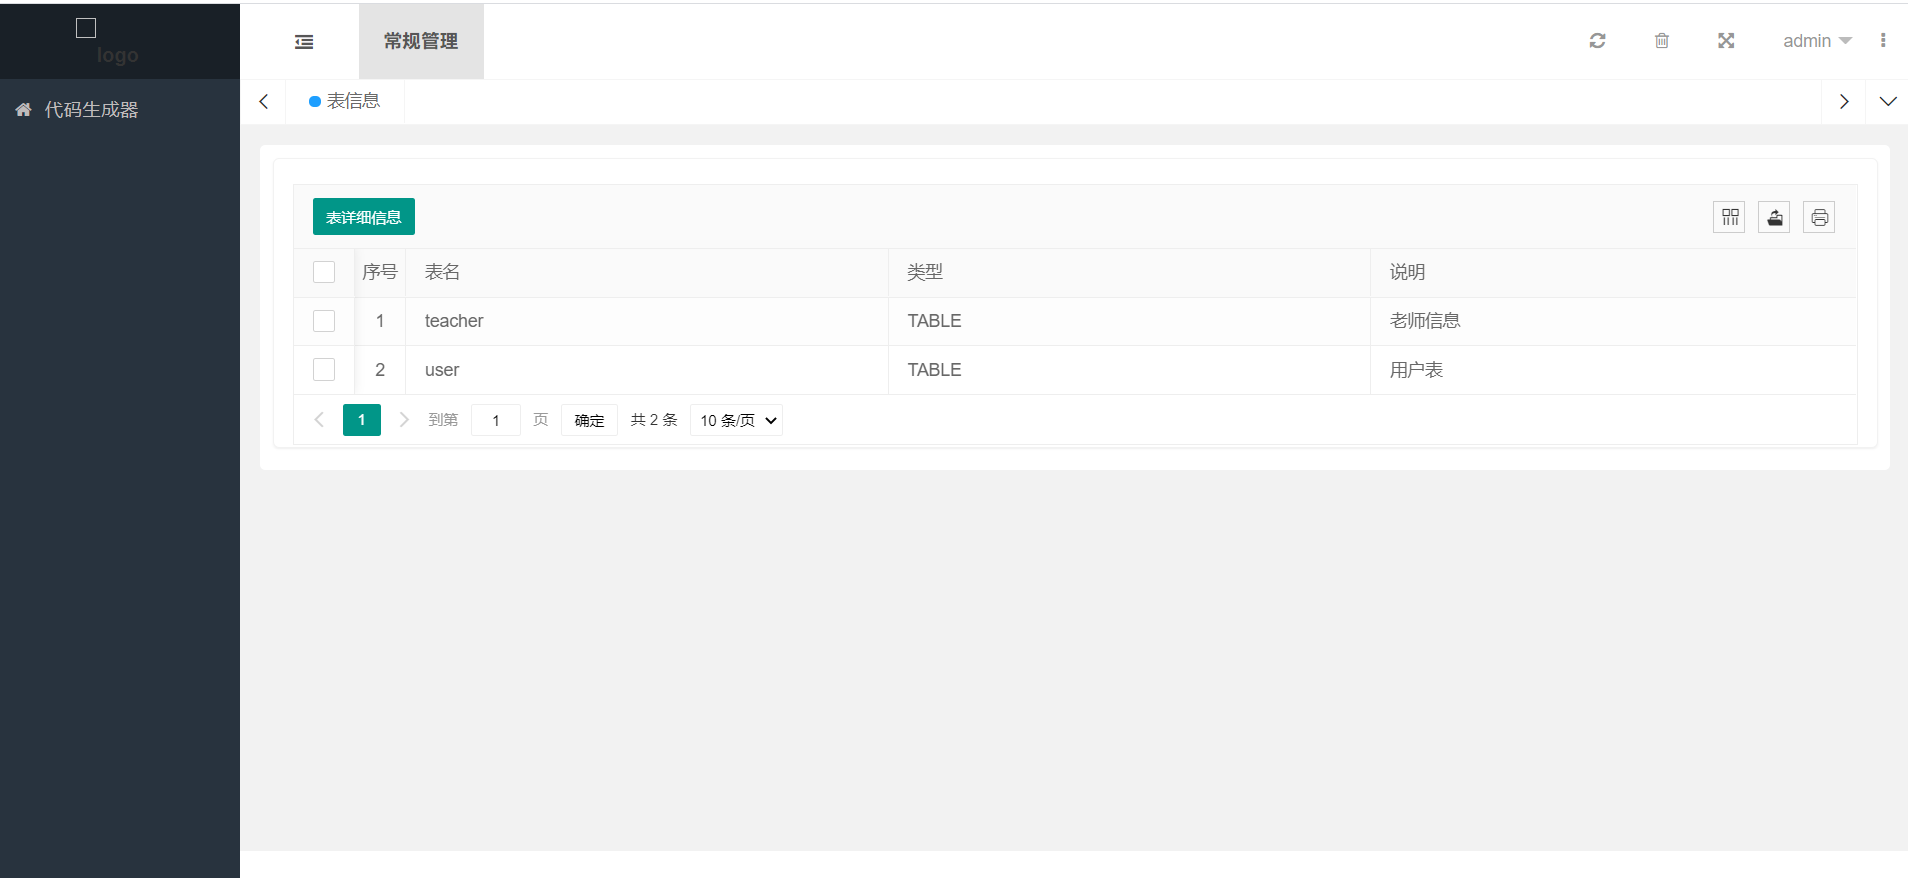 logo
常规管理
admin
代码生成器
表信息
表详细信息
序号 表名 类型 说明
1 teacher TABLE 老师信息
2 user TABLE 用户表
1 到第 1 页 确定 共 2 条 10 条/页